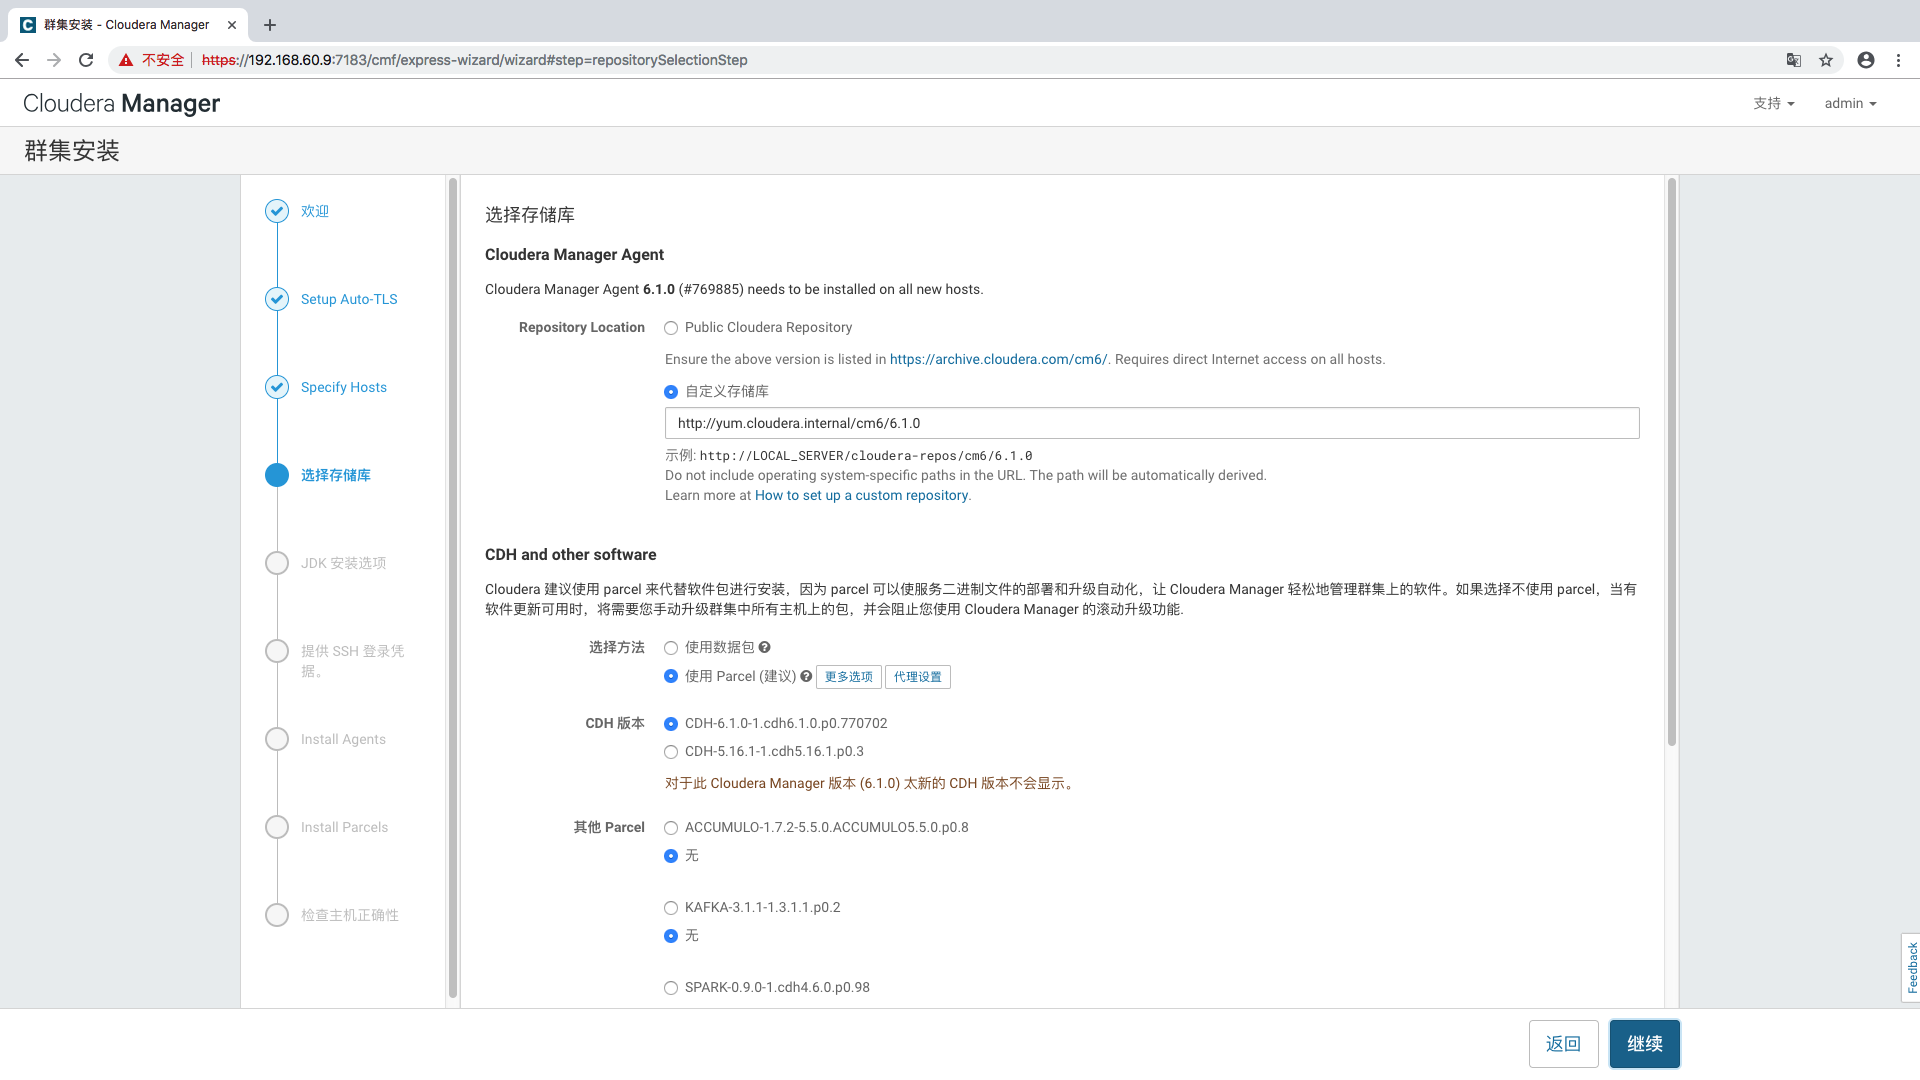 群集安装 - Cloudera Manager
不安全 https://192.168.60.9:7183/cmf/express-wizard/wizard#step=repositorySelectionStep
Cloudera Manager
支持
admin
群集安装
欢迎
Setup Auto-TLS
Specify Hosts
选择存储库
JDK 安装选项
提供 SSH 登录凭
据。
Install Agents
Install Parcels
检查主机正确性
选择存储库
Cloudera Manager Agent
Cloudera Manager Agent 6.1.0 (#769885) needs to be installed on all new hosts.
Repository Location
Public Cloudera Repository
Ensure the above version is listed in https://archive.cloudera.com/cm6/. Requires direct Internet access on all hosts.
自定义存储库
http://yum.cloudera.internal/cm6/6.1.0
示例: http://LOCAL_SERVER/cloudera-repos/cm6/6.1.0
Do not include operating system-specific paths in the URL. The path will be automatically derived.
Learn more at How to set up a custom repository.
CDH and other software
Cloudera 建议使用 parcel 来代替软件包进行安装，因为 parcel 可以使服务二进制文件的部署和升级自动化，让 Cloudera Manager 轻松地管理群集上的软件。如果选择不使用 parcel，当有
软件更新可用时，将需要您手动升级群集中所有主机上的包，并会阻止您使用 Cloudera Manager 的滚动升级功能.
选择方法
使用数据包
使用 Parcel (建议) 更多选项 代理设置
CDH 版本
CDH-6.1.0-1.cdh6.1.0.p0.770702
CDH-5.16.1-1.cdh5.16.1.p0.3
对于此 Cloudera Manager 版本 (6.1.0) 太新的 CDH 版本不会显示。
其他 Parcel
ACCUMULO-1.7.2-5.5.0.ACCUMULO5.5.0.p0.8
无
KAFKA-3.1.1-1.3.1.1.p0.2
无
SPARK-0.9.0-1.cdh4.6.0.p0.98
Feedback
返回
继续